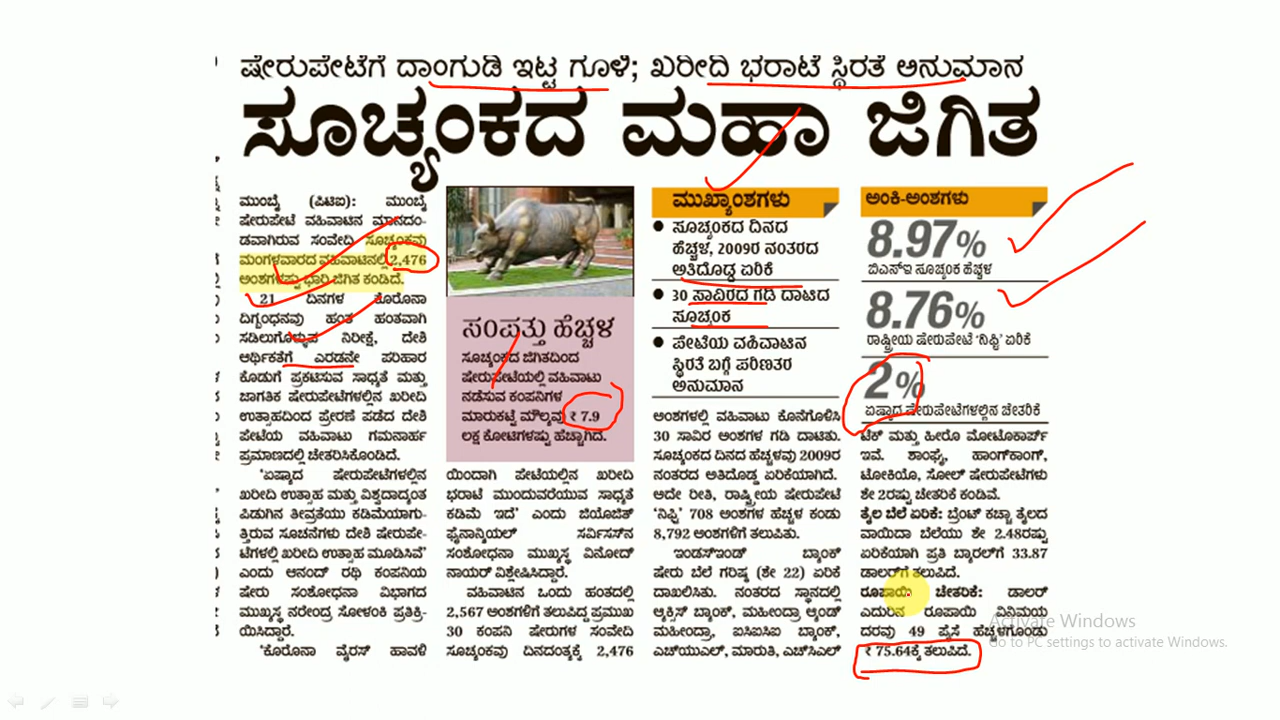 ಷೇರುಪೇಟೆಗೆ ದಾಂಗುಡಿ ಇಟ್ಟ ಗೂಳಿ; ಖರೀದಿ ಭರಾಟೆ ಸ್ಥಿರತೆ ಅನುಮಾನ
ಸೂಚ್ಯಂಕದ ಮಹಾ ಜಿಗಿತ
ಮುಂಬೈ (ಪಿಟಿಐ): ಮುಂಬೈ
ಷೇರುಪೇಟೆ ವಹಿವಾಟಿನ ಮಾನದಂ-
ಡವಾಗಿರುವ ಸಂವೇದಿ ಸೂಚ್ಯಂಕವು
ಮಂಗಳವಾರದ ವಹಿವಾಟಿನಲ್ಲಿ 2,476
ಅಂಶಗಳಷ್ಟು ಭಾರಿ ಜಿಗಿತ ಕಂಡಿದೆ.
21 ದಿನಗಳ ಕೊರೊನಾ
ದಿಗ್ಬಂಧನವು ಹಂತ ಹಂತವಾಗಿ
ಸಡಿಲುಗೊಳ್ಳುವ ನಿರೀಕ್ಷೆ, ದೇಶಿ
ಆರ್ಥಿಕತೆಗೆ ಎರಡನೇ ಪರಿಹಾರ
ಕೊಡುಗೆ ಪ್ರಕಟಿಸುವ ಸಾಧ್ಯತೆ ಮತ್ತು
ಜಾಗತಿಕ ಷೇರುಪೇಟೆಗಳಲ್ಲಿನ ಖರೀದಿ
ಉತ್ಸಾಹದಿಂದ ಪ್ರೇರಣೆ ಪಡೆದ ದೇಶಿ
ಪೇಟೆಯ ವಹಿವಾಟು ಗಮನಾರ್ಹ
ಪ್ರಮಾಣದಲ್ಲಿ ಚೇತರಿಸಿಕೊಂಡಿದೆ.
'ಏಷ್ಯಾದ ಷೇರುಪೇಟೆಗಳಲ್ಲಿನ
ಖರೀದಿ ಉತ್ಸಾಹ ಮತ್ತು ವಿಶ್ವದಾದ್ಯಂತ
ಪಿಡುಗಿನ ತೀವ್ರತೆಯು ಕಡಿಮೆಯಾಗು-
ತ್ತಿರುವ ಸೂಚನೆಗಳು ದೇಶಿ ಷೇರುಪೇ-
ಟೆಗಳಲ್ಲಿ ಖರೀದಿ ಉತ್ಸಾಹ ಮೂಡಿಸಿವೆ'
ಎಂದು ಆನಂದ್ ರಥಿ ಕಂಪನಿಯ
ಷೇರು ಸಂಶೋಧನಾ ವಿಭಾಗದ
ಮುಖ್ಯಸ್ಥ ನರೇಂದ್ರ ಸೋಳಂಕಿ ಪ್ರತಿಕ್ರಿ-
ಯಿಸಿದ್ದಾರೆ.
'ಕೊರೊನಾ ವೈರಸ್ ಹಾವಳಿ
ಸಂಪತ್ತು ಹೆಚ್ಚಳ
ಸೂಚ್ಯಂಕದ ಜಿಗಿತದಿಂದ
ಷೇರುಪೇಟೆಯಲ್ಲಿ ವಹಿವಾಟು
ನಡೆಸುವ ಕಂಪನಿಗಳ
ಮಾರುಕಟ್ಟೆ ಮೌಲ್ಯವು ₹ 7.9
ಲಕ್ಷ ಕೋಟಿಗಳಷ್ಟು ಹೆಚ್ಚಾಗಿದೆ.
ಯಿಂದಾಗಿ ಪೇಟೆಯಲ್ಲಿನ ಖರೀದಿ
ಭರಾಟೆ ಮುಂದುವರೆಯುವ ಸಾಧ್ಯತೆ
ಕಡಿಮೆ ಇದೆ' ಎಂದು ಜಿಯೊಜಿತ್
ಫೈನಾನ್ಶಿಯಲ್ ಸರ್ವಿಸಸ್‌ನ
ಸಂಶೋಧನಾ ಮುಖ್ಯಸ್ಥ ವಿನೋದ್
ನಾಯರ್ ವಿಶ್ಲೇಷಿಸಿದ್ದಾರೆ.
ವಹಿವಾಟಿನ ಒಂದು ಹಂತದಲ್ಲಿ
2,567 ಅಂಶಗಳಿಗೆ ತಲುಪಿದ್ದ ಪ್ರಮುಖ
30 ಕಂಪನಿ ಷೇರುಗಳ ಸಂವೇದಿ
ಸೂಚ್ಯಂಕವು ದಿನದಂತ್ಯಕ್ಕೆ 2,476
ಮುಖ್ಯಾಂಶಗಳು
● ಸೂಚ್ಯಂಕದ ದಿನದ
ಹೆಚ್ಚಳ, 2009ರ ನಂತರದ
ಅತಿದೊಡ್ಡ ಏರಿಕೆ
● 30 ಸಾವಿರದ ಗಡಿ ದಾಟಿದ
ಸೂಚ್ಯಂಕ
● ಪೇಟೆಯ ವಹಿವಾಟಿನ
ಸ್ಥಿರತೆ ಬಗ್ಗೆ ಪರಿಣತರ
ಅನುಮಾನ
ಅಂಶಗಳಲ್ಲಿ ವಹಿವಾಟು ಕೊನೆಗೊಳಿಸಿ
30 ಸಾವಿರ ಅಂಶಗಳ ಗಡಿ ದಾಟಿತು.
ಸೂಚ್ಯಂಕದ ದಿನದ ಹೆಚ್ಚಳವು 2009ರ
ನಂತರದ ಅತಿದೊಡ್ಡ ಏರಿಕೆಯಾಗಿದೆ.
ಅದೇ ರೀತಿ, ರಾಷ್ಟ್ರೀಯ ಷೇರುಪೇಟೆ
'ನಿಫ್ಟಿ' 708 ಅಂಶಗಳ ಹೆಚ್ಚಳ ಕಂಡು
8,792 ಅಂಶಗಳಿಗೆ ತಲುಪಿತು.
ಇಂಡಸ್‌ಇಂಡ್ ಬ್ಯಾಂಕ್
ಷೇರು ಬೆಲೆ ಗರಿಷ್ಠ (ಶೇ 22) ಏರಿಕೆ
ದಾಖಲಿಸಿತು. ನಂತರದ ಸ್ಥಾನದಲ್ಲಿ
ಆ್ಯಕ್ಸಿಸ್ ಬ್ಯಾಂಕ್, ಮಹೀಂದ್ರ ಆ್ಯಂಡ್
ಮಹೀಂದ್ರಾ, ಐಸಿಐಸಿಐ ಬ್ಯಾಂಕ್,
ಎಚ್‌ಯುಎಲ್, ಮಾರುತಿ, ಎಚ್‌ಸಿಎಲ್
ಅಂಕಿ-ಅಂಶಗಳು
8.97%
ಬಿಎಸ್‌ಇ ಸೂಚ್ಯಂಕ ಹೆಚ್ಚಳ
8.76%
ರಾಷ್ಟ್ರೀಯ ಷೇರುಪೇಟೆ 'ನಿಫ್ಟಿ' ಏರಿಕೆ
2%
ಏಷ್ಯಾದ ಷೇರುಪೇಟೆಗಳಲ್ಲಿನ ಚೇತರಿಕೆ
ಟೆಕ್ ಮತ್ತು ಹೀರೊ ಮೋಟೊಕಾರ್ಪ್
ಇವೆ. ಶಾಂಘೈ, ಹಾಂಗ್‌ಕಾಂಗ್,
ಟೋಕಿಯೊ, ಸೋಲ್ ಷೇರುಪೇಟೆಗಳು
ಶೇ 2ರಷ್ಟು ಚೇತರಿಕೆ ಕಂಡಿವೆ.
ತೈಲ ಬೆಲೆ ಏರಿಕೆ: ಬ್ರೆಂಟ್ ಕಚ್ಚಾ ತೈಲದ
ವಾಯಿದಾ ಬೆಲೆಯು ಶೇ 2.48ರಷ್ಟು
ಏರಿಕೆಯಾಗಿ ಪ್ರತಿ ಬ್ಯಾರಲ್‌ಗೆ 33.87
ಡಾಲರ್‌ಗೆ ತಲುಪಿದೆ.
ರೂಪಾಯಿ ಚೇತರಿಕೆ: ಡಾಲರ್
ಎದುರಿನ ರೂಪಾಯಿ ವಿನಿಮಯ
ದರವು 49 ಪೈಸೆ ಹೆಚ್ಚಳಗೊಂಡು
₹ 75.64ಕ್ಕೆ ತಲುಪಿದೆ.
Activate Windows
Go to PC settings to activate Windows.